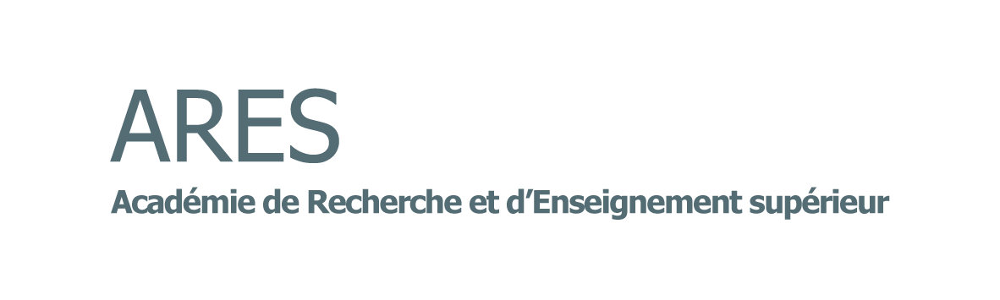 ARES
Académie de Recherche et d’Enseignement supérieur